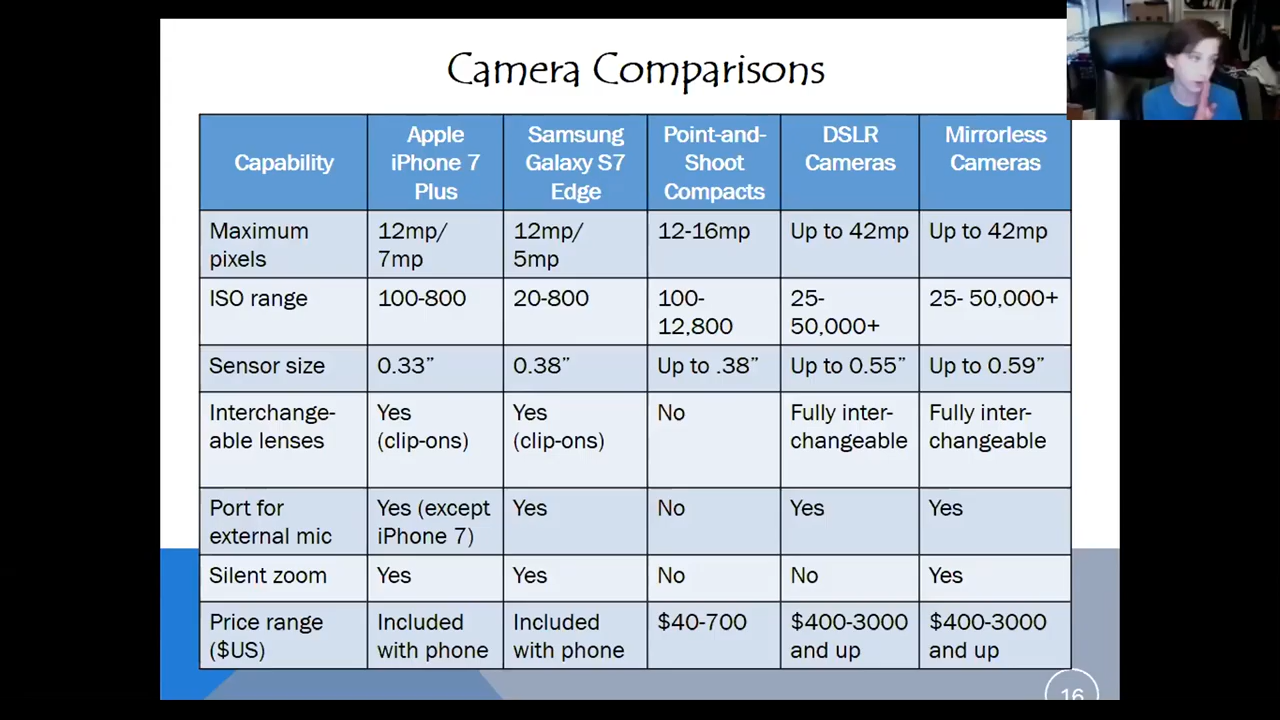 Camera Comparisons
Capability
Apple
iPhone 7
Plus
Samsung
Galaxy S7
Edge
Point-and-
Shoot
Compacts
DSLR
Cameras
Mirrorless
Cameras
Maximum
pixels
12mp/
7mp
12mp/
5mp
12-16mp
Up to 42mp
Up to 42mp
ISO range
100-800
20-800
100-
12,800
25-
50,000+
25- 50,000+
Sensor size
0.33”
0.38”
Up to .38”
Up to 0.55”
Up to 0.59”
Interchange-
able lenses
Yes
(clip-ons)
Yes
(clip-ons)
No
Fully inter-
changeable
Fully inter-
changeable
Port for
external mic
Yes (except
iPhone 7)
Yes
No
Yes
Yes
Silent zoom
Yes
Yes
No
No
Yes
Price range
($US)
Included
with phone
Included
with phone
$40-700
$400-3000
and up
$400-3000
and up
16